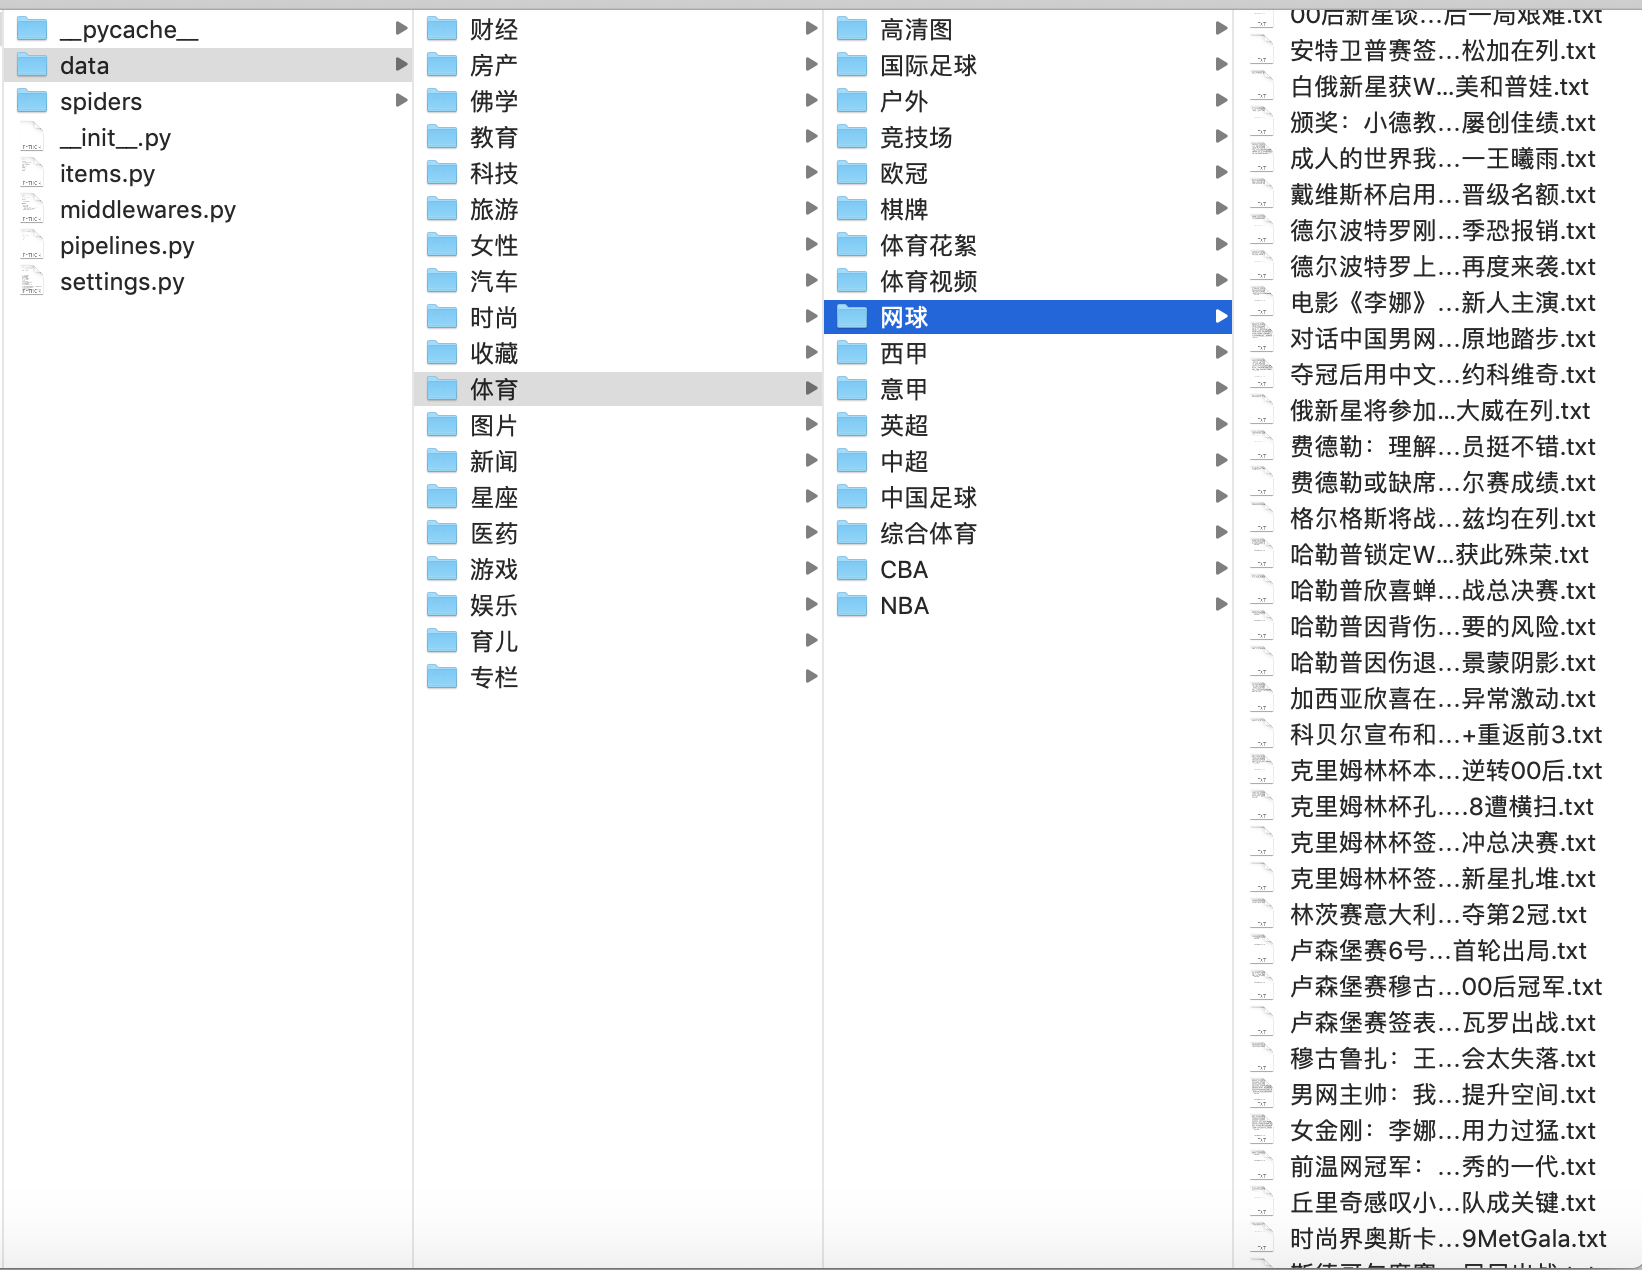 __pycache__
data
spiders
__init__.py
items.py
middlewares.py
pipelines.py
settings.py
财经
房产
佛学
教育
科技
旅游
女性
汽车
时尚
收藏
体育
图片
新闻
星座
医药
游戏
娱乐
育儿
专栏
高清图
国际足球
户外
竞技场
欧冠
棋牌
体育花絮
体育视频
网球
西甲
意甲
英超
中超
中国足球
综合体育
CBA
NBA
00后新星谈...后一局艰难.txt
安特卫普赛签...松加在列.txt
白俄新星获W...美和普娃.txt
颁奖：小德教...屡创佳绩.txt
成人的世界我...一王曦雨.txt
戴维斯杯启用...晋级名额.txt
德尔波特罗刚...季恐报销.txt
德尔波特罗上...再度来袭.txt
电影《李娜》...新人主演.txt
对话中国男网...原地踏步.txt
夺冠后用中文...约科维奇.txt
俄新星将参加...大威在列.txt
费德勒：理解...员挺不错.txt
费德勒或缺席...尔赛成绩.txt
格尔格斯将战...兹均在列.txt
哈勒普锁定W...获此殊荣.txt
哈勒普欣喜蝉...战总决赛.txt
哈勒普因背伤...要的风险.txt
哈勒普因伤退...景蒙阴影.txt
加西亚欣喜在...异常激动.txt
科贝尔宣布和...+重返前3.txt
克里姆林杯本...逆转00后.txt
克里姆林杯孔....8遭横扫.txt
克里姆林杯签...冲总决赛.txt
克里姆林杯签...新星扎堆.txt
林茨赛意大利...夺第2冠.txt
卢森堡赛6号...首轮出局.txt
卢森堡赛穆古...00后冠军.txt
卢森堡赛签表...瓦罗出战.txt
穆古鲁扎：王...会太失落.txt
男网主帅：我...提升空间.txt
女金刚：李娜...用力过猛.txt
前温网冠军：...秀的一代.txt
丘里奇感叹小...队成关键.txt
时尚界奥斯卡...9MetGala.txt